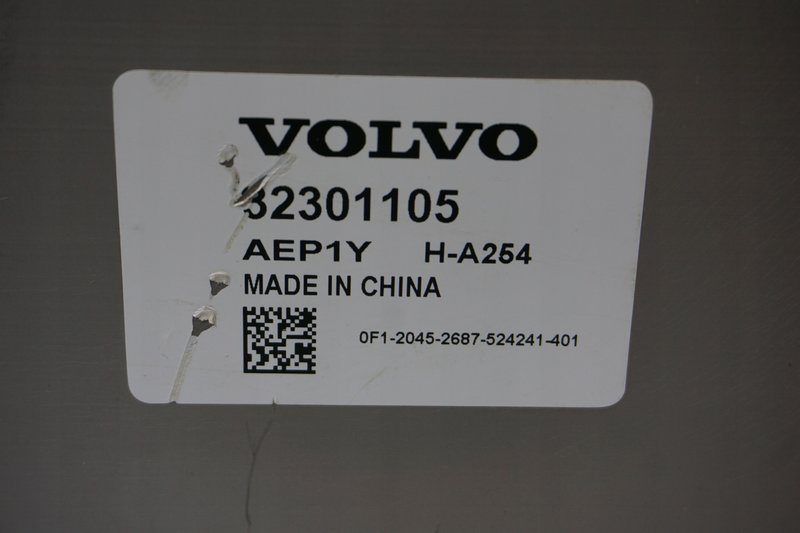 VOLVO
32301105
AEP1Y H-A254
MADE IN CHINA
0F1-2045-2687-524241-401